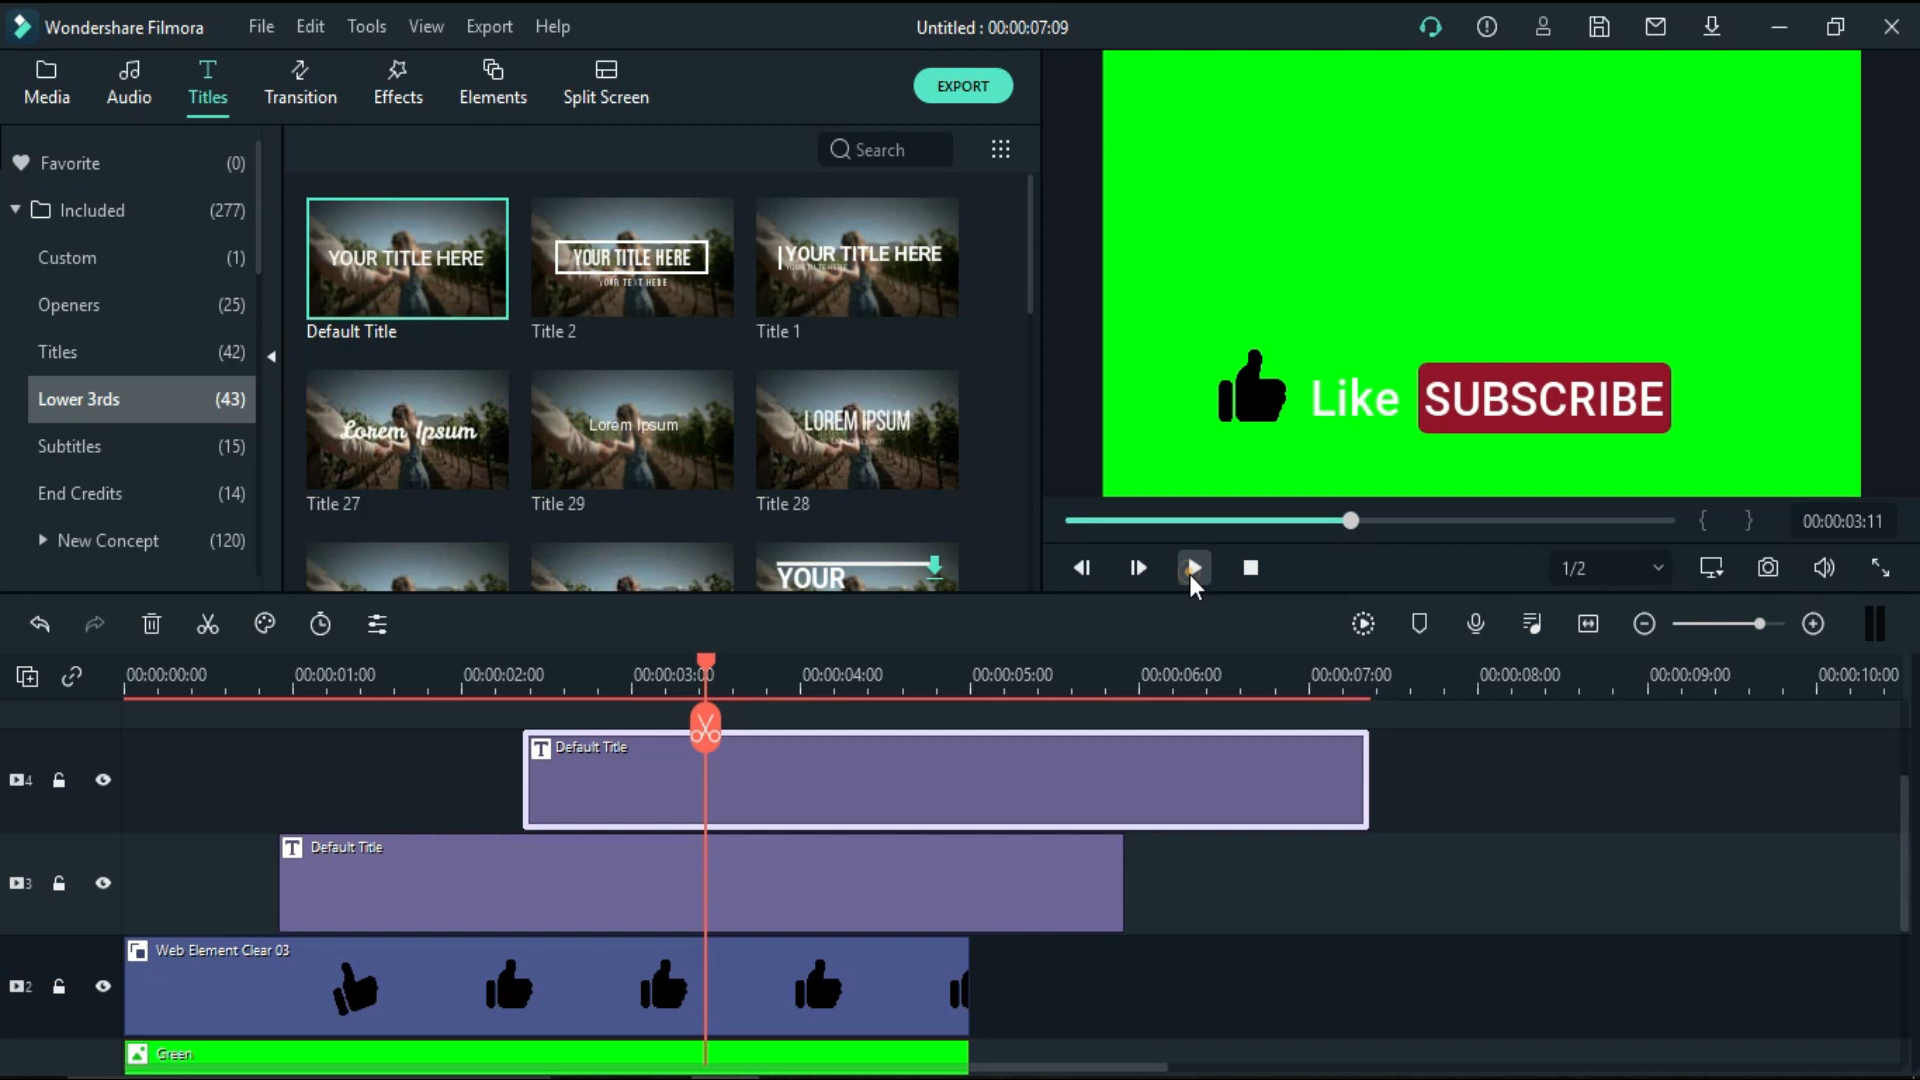 Wondershare Filmora File Edit Tools View Export Help Untitled : 00:00:07:09
Media Audio Titles Transition Effects Elements Split Screen EXPORT
Favorite (0)
Search
Included (277)
Custom (1)
Openers (25)
Titles (42)
Lower 3rds (43)
Subtitles (15)
End Credits (14)
New Concept (120)
YOUR TITLE HERE
Default Title
YOUR TITLE HERE
YOUR TEXT HERE
Title 2
YOUR TITLE HERE
Title 1
Lorem Ipsum
Title 27
Lorem Ipsum
Title 29
LOREM IPSUM
Title 28
YOUR
Like SUBSCRIBE
{ } 00:00:03:11
1/2
00:00:00:00 00:00:01:00 00:00:02:00 00:00:03:00 00:00:04:00 00:00:05:00 00:00:06:00 00:00:07:00 00:00:08:00 00:00:09:00 00:00:10:00
4 T Default Title
3 T Default Title
2 Web Element Clear 03
Green